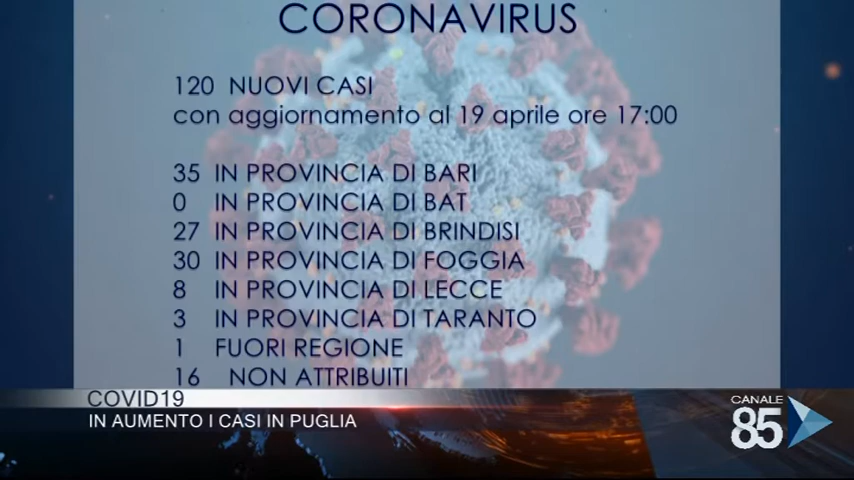 CORONAVIRUS
120 NUOVI CASI
con aggiornamento al 19 aprile ore 17:00
35 IN PROVINCIA DI BARI
0 IN PROVINCIA DI BAT
27 IN PROVINCIA DI BRINDISI
30 IN PROVINCIA DI FOGGIA
8 IN PROVINCIA DI LECCE
3 IN PROVINCIA DI TARANTO
1 FUORI REGIONE
16 NON ATTRIBUITI
COVID19
IN AUMENTO I CASI IN PUGLIA
CANALE
85